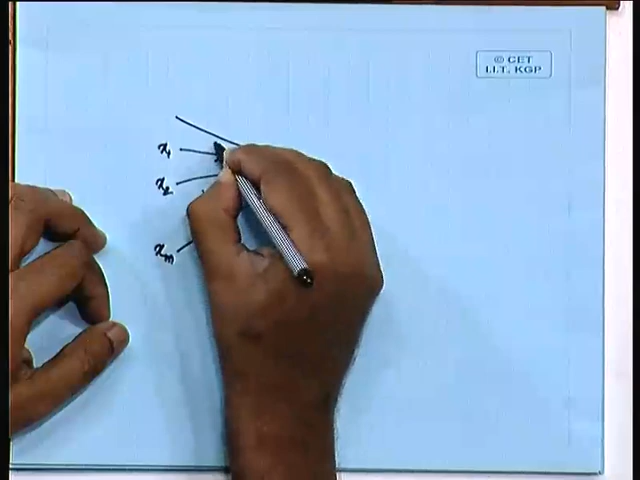 © CET
I.I.T. KGP
x₁
x₂
xₘ